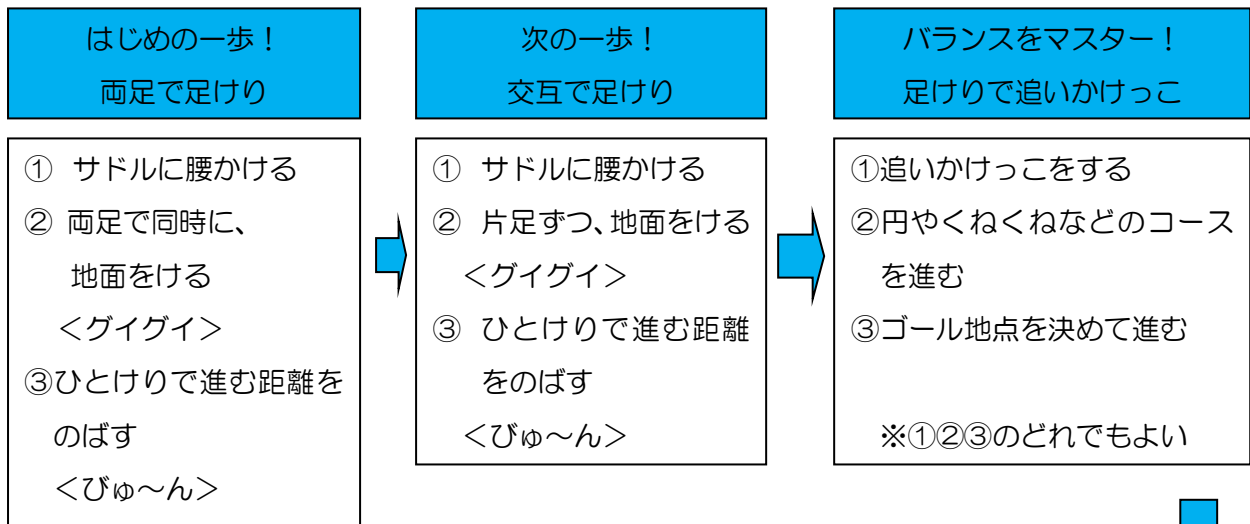 はじめの一歩！
両足で足けり
① サドルに腰かける
② 両足で同時に、
地面をける
＜グイグイ＞
③ひとけりで進む距離を
のばす
＜びゅ～ん＞
次の一歩！
交互で足けり
① サドルに腰かける
② 片足ずつ、地面をける
＜グイグイ＞
③ ひとけりで進む距離
をのばす
＜びゅ～ん＞
バランスをマスター！
足けりで追いかけっこ
①追いかけっこをする
②円やくねくねなどのコース
を進む
③ゴール地点を決めて進む
※①②③のどれでもよい